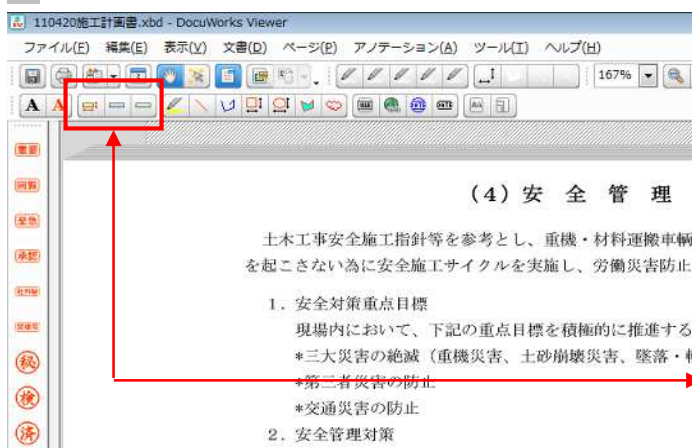 110420施工計画書.xbd - DocuWorks Viewer
ファイル(F) 編集(E) 表示(V) 文書(D) ページ(P) アノテーション(A) ツール(T) ヘルプ(H)
167%
A A
重要
回覧
至急
承認
秘
検
済
(4) 安 全 管 理
土木工事安全施工指針等を参考とし、重機・材料運搬車輌
を起こさない為に安全施工サイクルを実施し、労働災害防止
1. 安全対策重点目標
現場内において、下記の重点目標を積極的に推進する
*三大災害の絶滅（重機災害、土砂崩壊災害、墜落・
*第三者災害の防止
*交通災害の防止
2. 安全管理対策